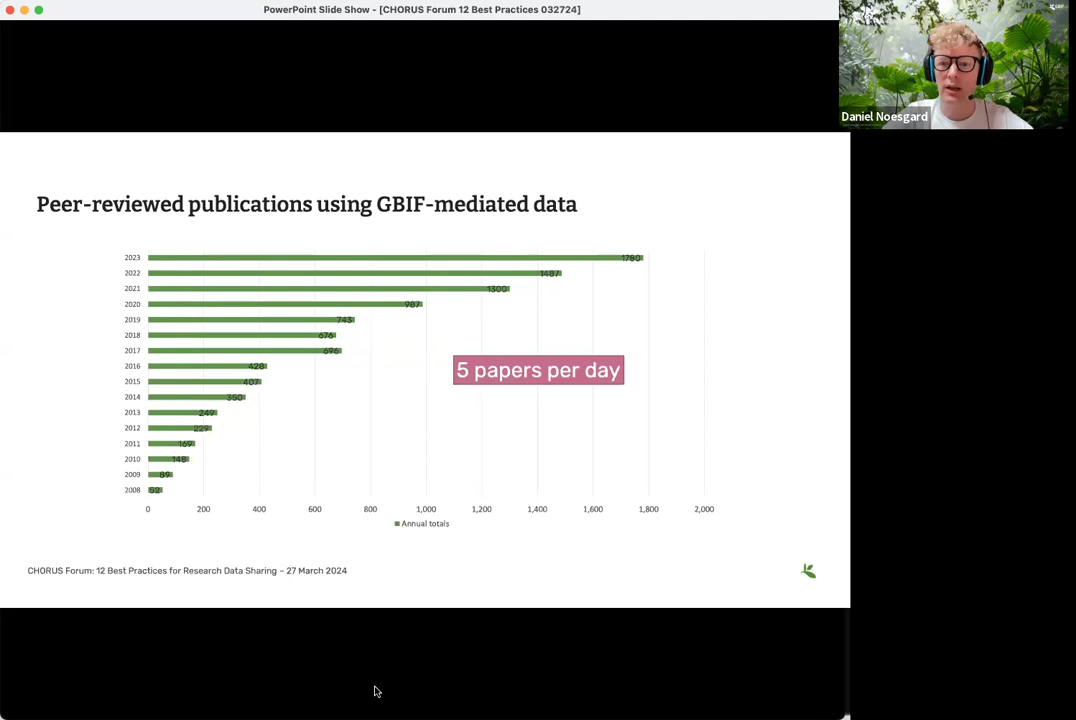 PowerPoint Slide Show - [CHORUS Forum 12 Best Practices 032724]
GBIF
Daniel Noesgard
Peer-reviewed publications using GBIF-mediated data
2023 1780
2022 1487
2021 1300
2020 987
2019 743
2018 676
2017 696
2016 428
2015 407
2014 350
2013 249
2012 229
2011 169
2010 148
2009 89
2008 52
5 papers per day
0 200 400 600 800 1,000 1,200 1,400 1,600 1,800 2,000
Annual totals
CHORUS Forum: 12 Best Practices for Research Data Sharing – 27 March 2024